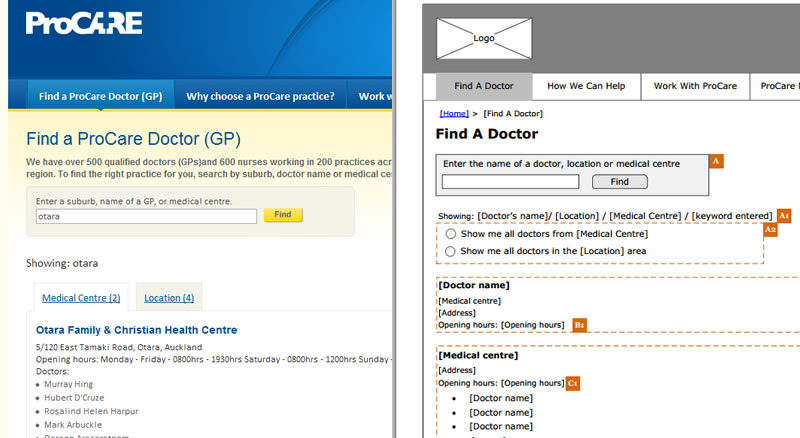 ProCARE
Find a ProCare Doctor (GP)
Why choose a ProCare practice?
Work w
Find a ProCare Doctor (GP)
We have over 500 qualified doctors (GPs)and 600 nurses working in 200 practices acr
region. To find the right practice for you, search by suburb, doctor name or medical ce
Enter a suburb, name of a GP, or medical centre.
otara
Find
Showing: otara
Medical Centre (2)
Location (4)
Otara Family & Christian Health Centre
5/120 East Tamaki Road, Otara, Auckland
Opening hours: Monday - Friday - 0800hrs - 1930hrs Saturday - 0800hrs - 1200hrs Sunday -
Doctors:
Murray Hing
Hubert D'Cruze
Rosalind Helen Harpur
Mark Arbuckle
Logo
Find A Doctor
How We Can Help
Work With ProCare
ProCare
[Home] > [Find A Doctor]
Find A Doctor
Enter the name of a doctor, location or medical centre
A
Find
Showing: [Doctor's name]/ [Location] / [Medical Centre] / [keyword entered]
A1
A2
Show me all doctors from [Medical Centre]
Show me all doctors in the [Location] area
[Doctor name]
[Medical centre]
[Address]
Opening hours: [Opening hours]
B1
[Medical centre]
[Address]
Opening hours: [Opening hours]
C1
• [Doctor name]
• [Doctor name]
• [Doctor name]